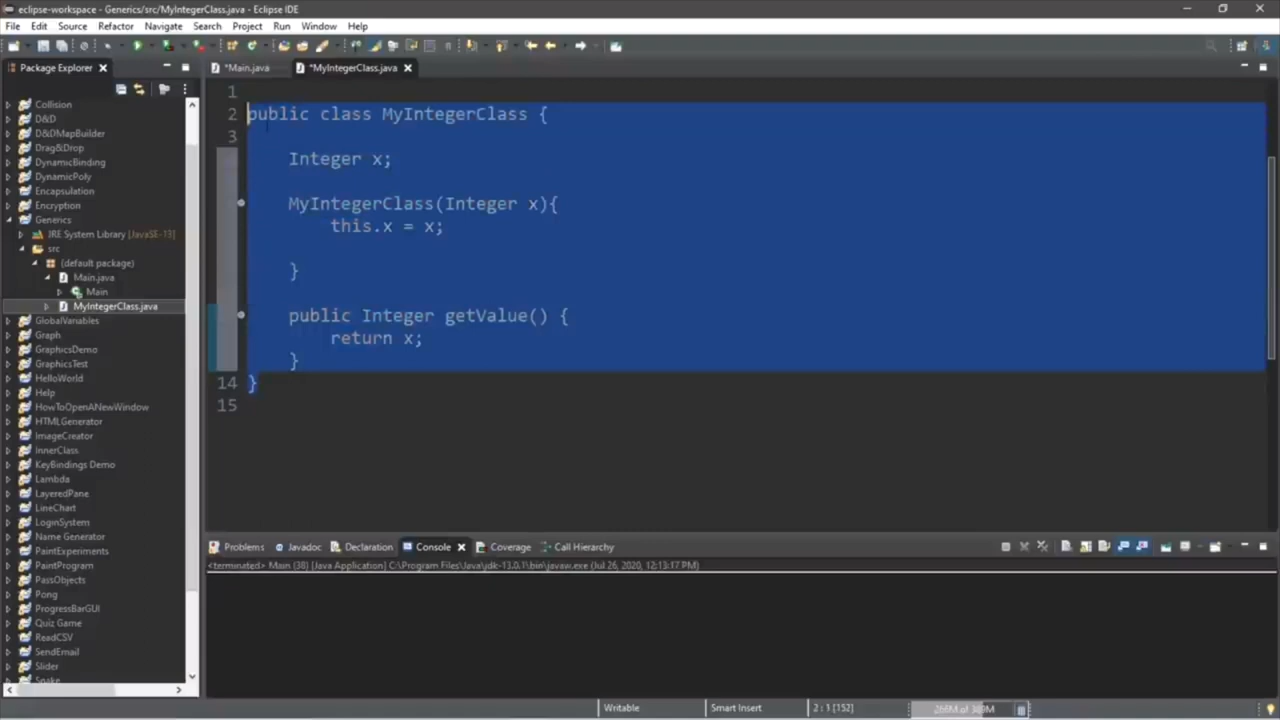 eclipse-workspace - Generics/src/MyIntegerClass.java - Eclipse IDE
File Edit Source Refactor Navigate Search Project Run Window Help
Package Explorer
*Main.java
*MyIntegerClass.java
Collision
D&D
D&DMapBuilder
Drag&Drop
DynamicBinding
DynamicPoly
Encapsulation
Encryption
Generics
JRE System Library [JavaSE-13]
src
(default package)
Main.java
Main
MyIntegerClass.java
GlobalVariables
Graph
GraphicsDemo
GraphicsTest
HelloWorld
Help
HowToOpenANewWindow
HTMLGenerator
ImageCreator
InnerClass
KeyBindings Demo
Lambda
LayeredPane
LineChart
LoginSystem
Name Generator
PaintExperiments
PaintProgram
PassObjects
Pong
ProgressBarGUI
Quiz Game
ReadCSV
SendEmail
Slider
Snake
1
2 public class MyIntegerClass {
3
Integer x;
MyIntegerClass(Integer x){
this.x = x;
}
public Integer getValue() {
return x;
}
14 }
15
Problems Javadoc Declaration Console Coverage Call Hierarchy
<terminated> Main (38) [Java Application] C:\Program Files\Java\jdk-13.0.1\bin\javaw.exe (Jul 26, 2020, 12:13:17 PM)
Writable Smart Insert 2 : 1 [152]